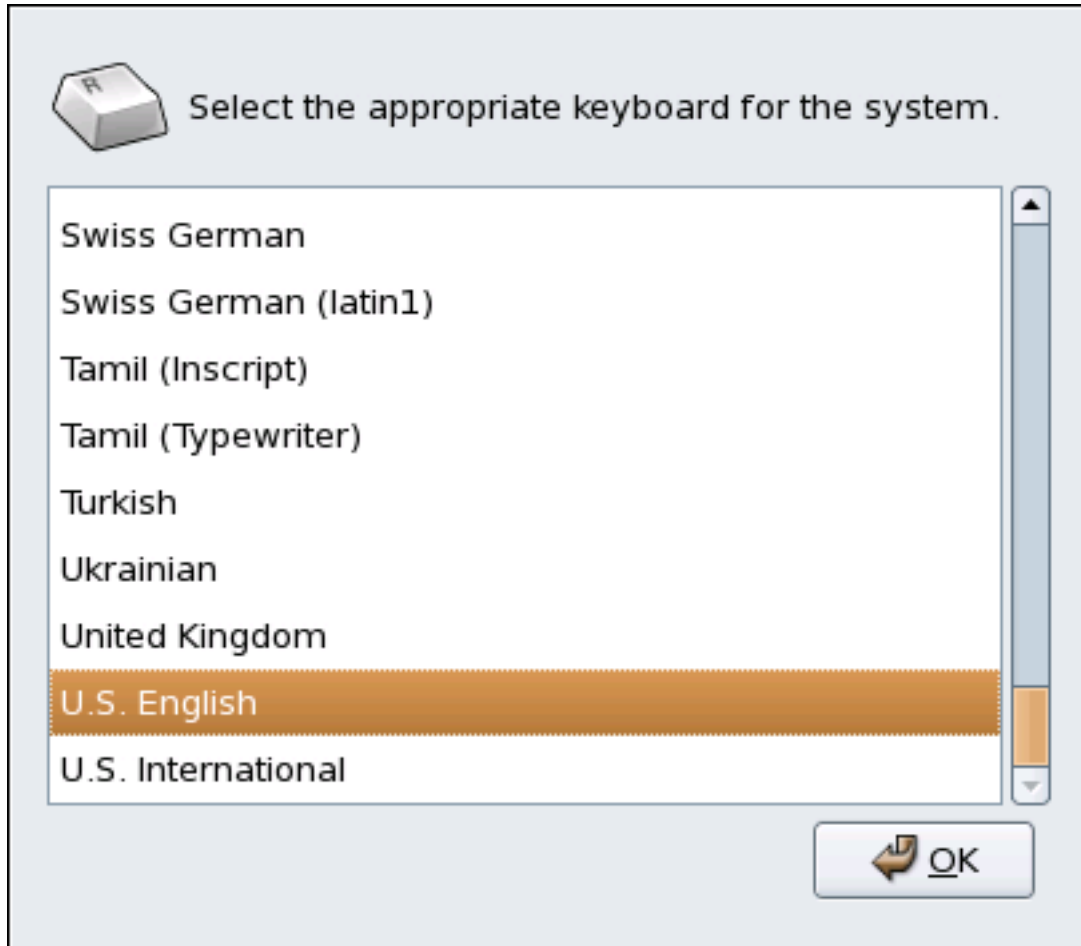 R
Select the appropriate keyboard for the system.
Swiss German
Swiss German (latin1)
Tamil (Inscript)
Tamil (Typewriter)
Turkish
Ukrainian
United Kingdom
U.S. English
U.S. International
OK